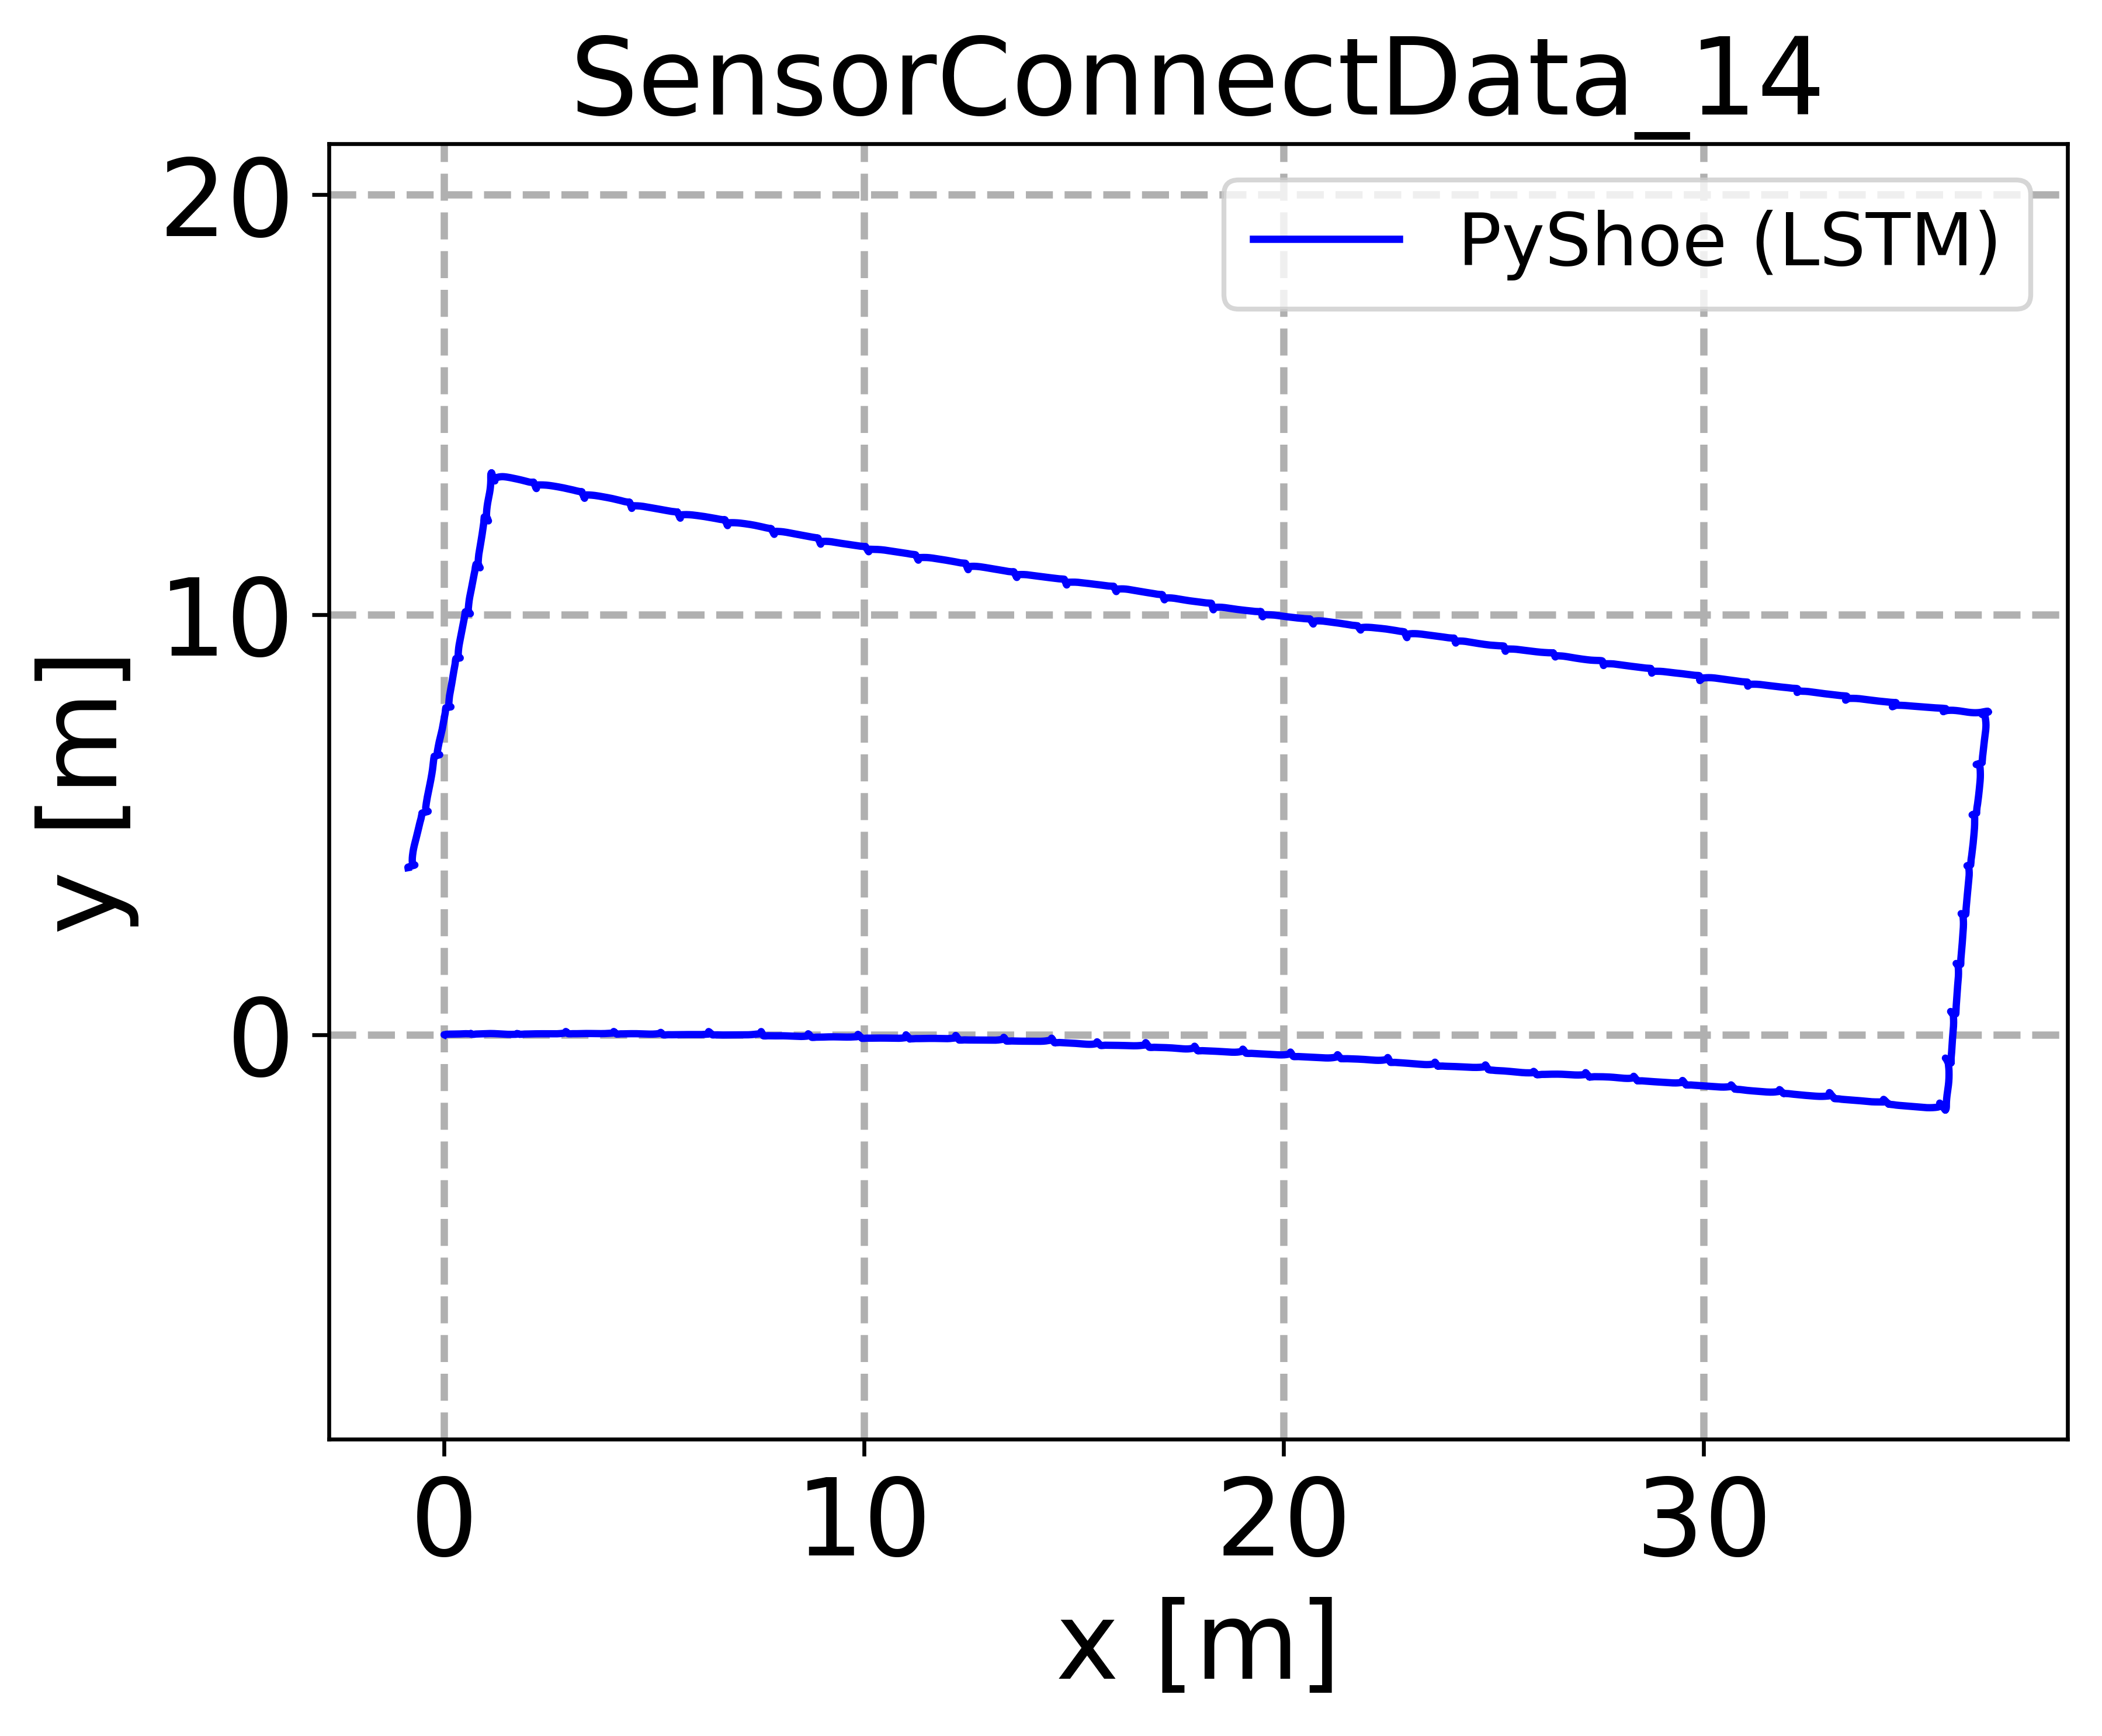 SensorConnectData_14
PyShoe (LSTM)
20
10
0
y [m]
0 10 20 30
x [m]